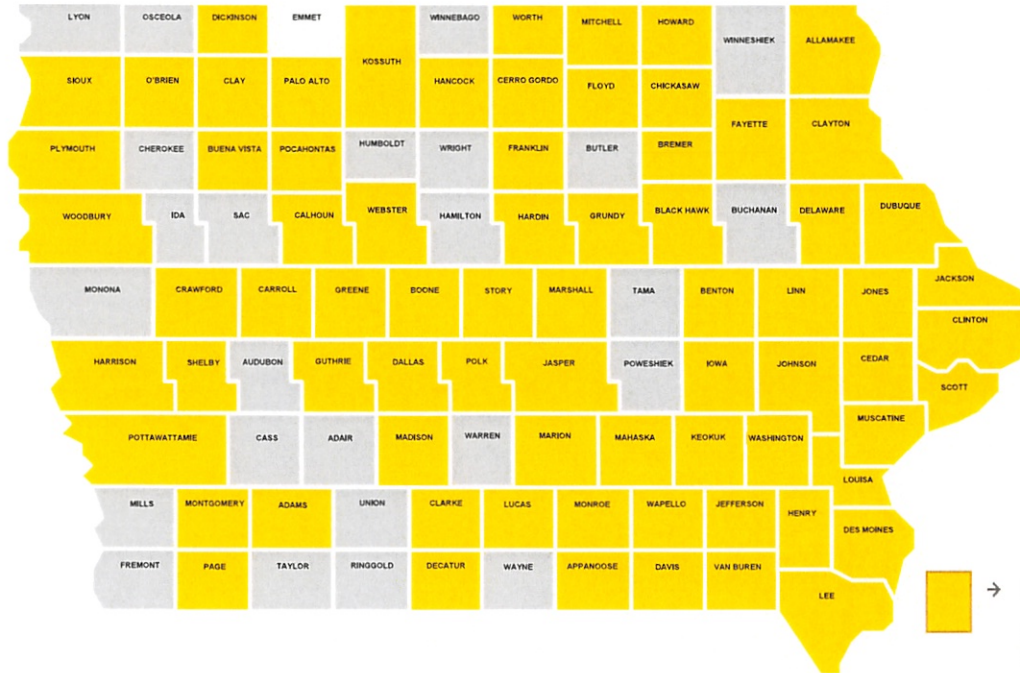 LYON
OSCEOLA
DICKINSON
EMMET
WINNEBAGO
WORTH
MITCHELL
HOWARD
WINNESHIEK
ALLAMAKEE
KOSSUTH
SIOUX
O'BRIEN
CLAY
PALO ALTO
HANCOCK
CERRO GORDO
FLOYD
CHICKASAW
FAYETTE
CLAYTON
PLYMOUTH
CHEROKEE
BUENA VISTA
POCAHONTAS
HUMBOLDT
WRIGHT
FRANKLIN
BUTLER
BREMER
WOODBURY
IDA
SAC
CALHOUN
WEBSTER
HAMILTON
HARDIN
GRUNDY
BLACK HAWK
BUCHANAN
DELAWARE
DUBUQUE
MONONA
CRAWFORD
CARROLL
GREENE
BOONE
STORY
MARSHALL
TAMA
BENTON
LINN
JONES
JACKSON
CLINTON
HARRISON
SHELBY
AUDUBON
GUTHRIE
DALLAS
POLK
JASPER
POWESHIEK
IOWA
JOHNSON
CEDAR
SCOTT
MUSCATINE
POTTAWATTAMIE
CASS
ADAIR
MADISON
WARREN
MARION
MAHASKA
KEOKUK
WASHINGTON
LOUISA
MILLS
MONTGOMERY
ADAMS
UNION
CLARKE
LUCAS
MONROE
WAPELLO
JEFFERSON
HENRY
DES MOINES
FREMONT
PAGE
TAYLOR
RINGGOLD
DECATUR
WAYNE
APPANOOSE
DAVIS
VAN BUREN
LEE